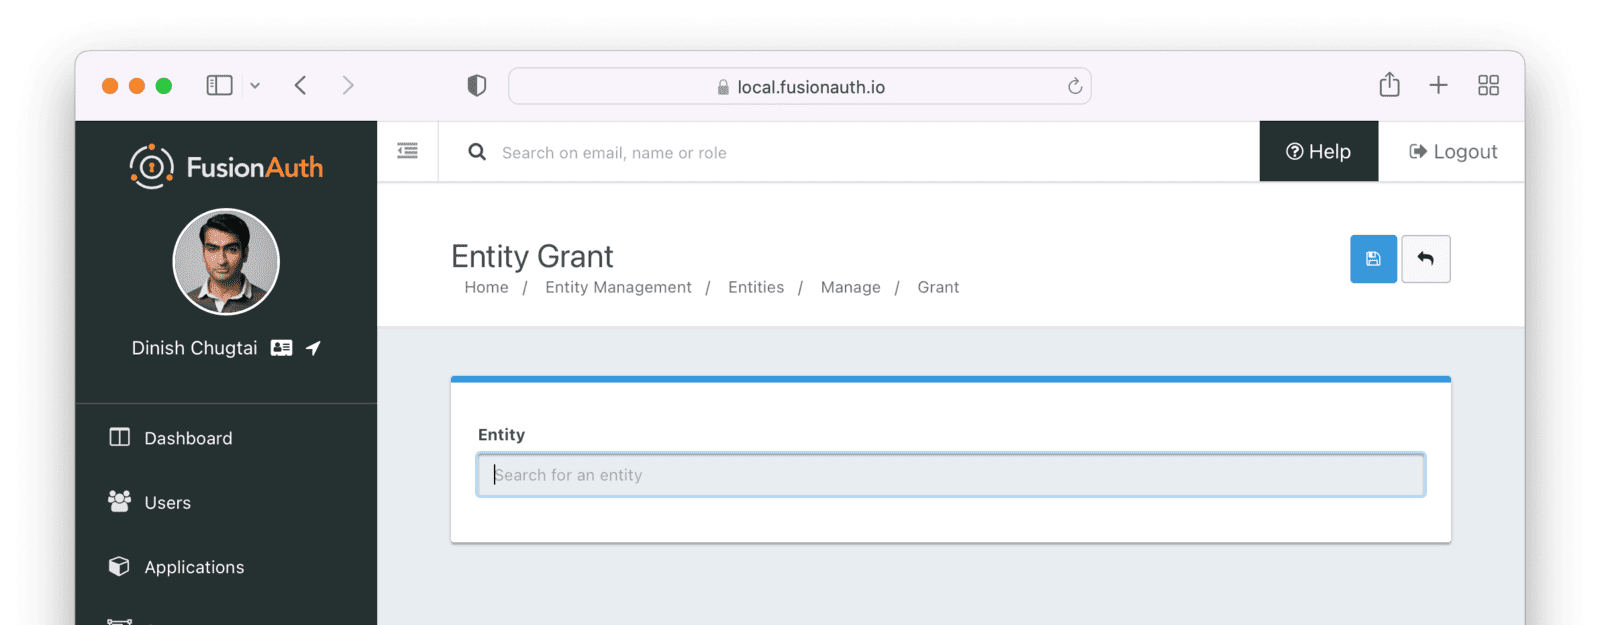 local.fusionauth.io
FusionAuth
Search on email, name or role
Help
Logout
Dinish Chugtai
Dashboard
Users
Applications
Entity Grant
Home / Entity Management / Entities / Manage / Grant
Entity
Search for an entity